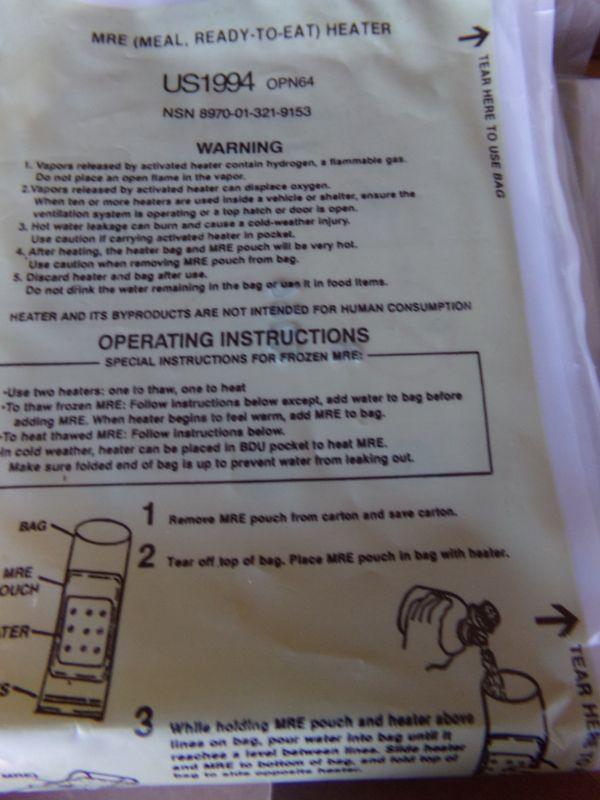 MRE (MEAL, READY-TO-EAT) HEATER
TEAR HERE TO USE BAG
US1994 OPN64
NSN 8970-01-321-9153
WARNING
1. Vapors released by activated heater contain hydrogen, a flammable gas.
Do not place an open flame in the vapor.
2. Vapors released by activated heater can displace oxygen.
When ten or more heaters are used inside a vehicle or shelter, ensure the
ventilation system is operating or a top hatch or door is open.
3. Hot water leakage can burn and cause a cold-weather injury.
Use caution if carrying activated heater in pocket.
4. After heating, the heater bag and MRE pouch will be very hot.
Use caution when removing MRE pouch from bag.
5. Discard heater and bag after use.
Do not drink the water remaining in the bag or use it in food items.
HEATER AND ITS BYPRODUCTS ARE NOT INTENDED FOR HUMAN CONSUMPTION
OPERATING INSTRUCTIONS
SPECIAL INSTRUCTIONS FOR FROZEN MRE:
•Use two heaters: one to thaw, one to heat
•To thaw frozen MRE: Follow instructions below except, add water to bag before
adding MRE. When heater begins to feel warm, add MRE to bag.
•To heat thawed MRE: Follow instructions below.
In cold weather, heater can be placed in BDU pocket to heat MRE.
Make sure folded end of bag is up to prevent water from leaking out.
1 Remove MRE pouch from carton and save carton.
2 Tear off top of bag. Place MRE pouch in bag with heater.
BAG
MRE
OUCH
TER
S
TEAR HER
3 While holding MRE pouch and heater above
lines on bag, pour water into bag until it
reaches a level between lines. Slide heater
and MRE to bottom of bag, and fold top of
bag to side opposite heater.
MRE